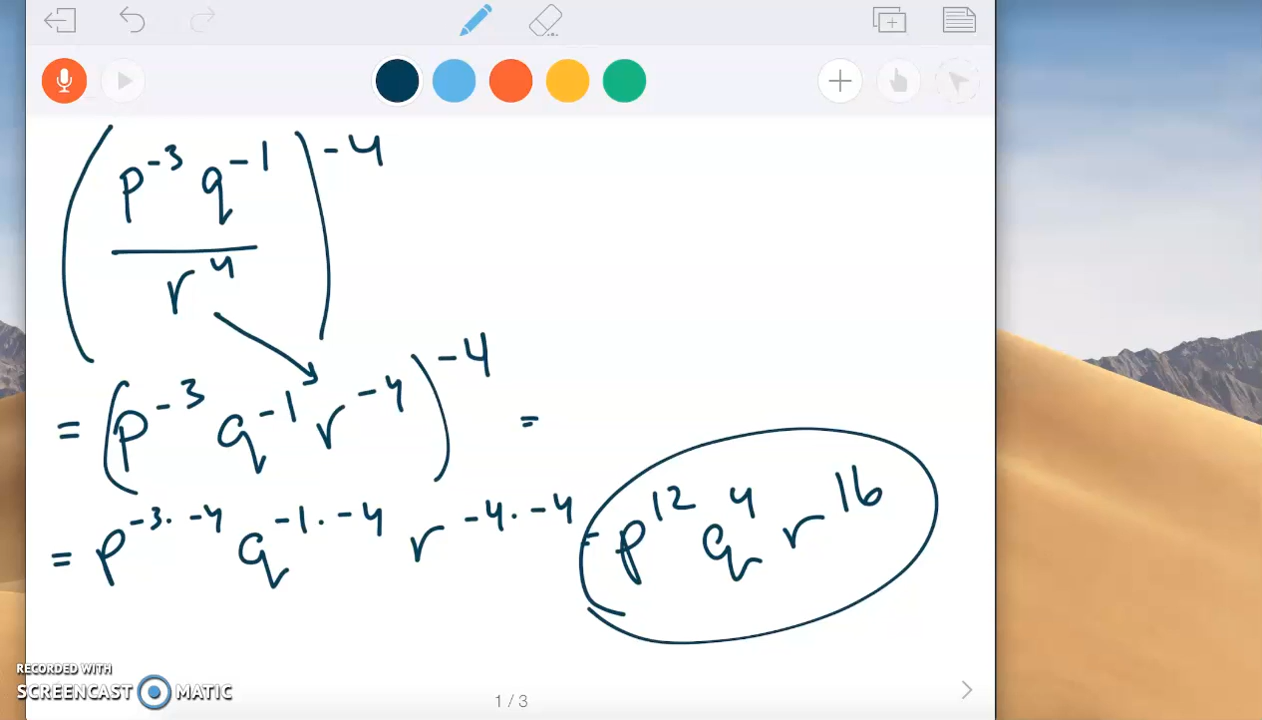 (p^-3 q^-1 / r^4)^-4
= (p^-3 q^-1 r^-4)^-4 =
= p^-3·-4 q^-1·-4 r^-4·-4 = p^12 q^4 r^16
RECORDED WITH
SCREENCAST MATIC
1 / 3